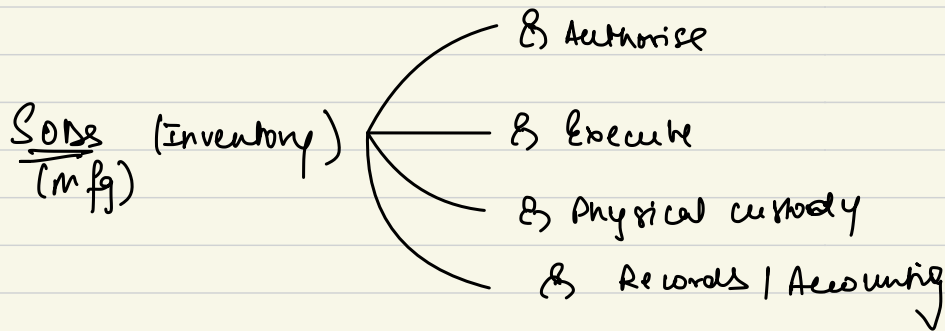 Authorise
SODs (Inventory)
(Mfg)
Execute
Physical custody
Records | Accounting